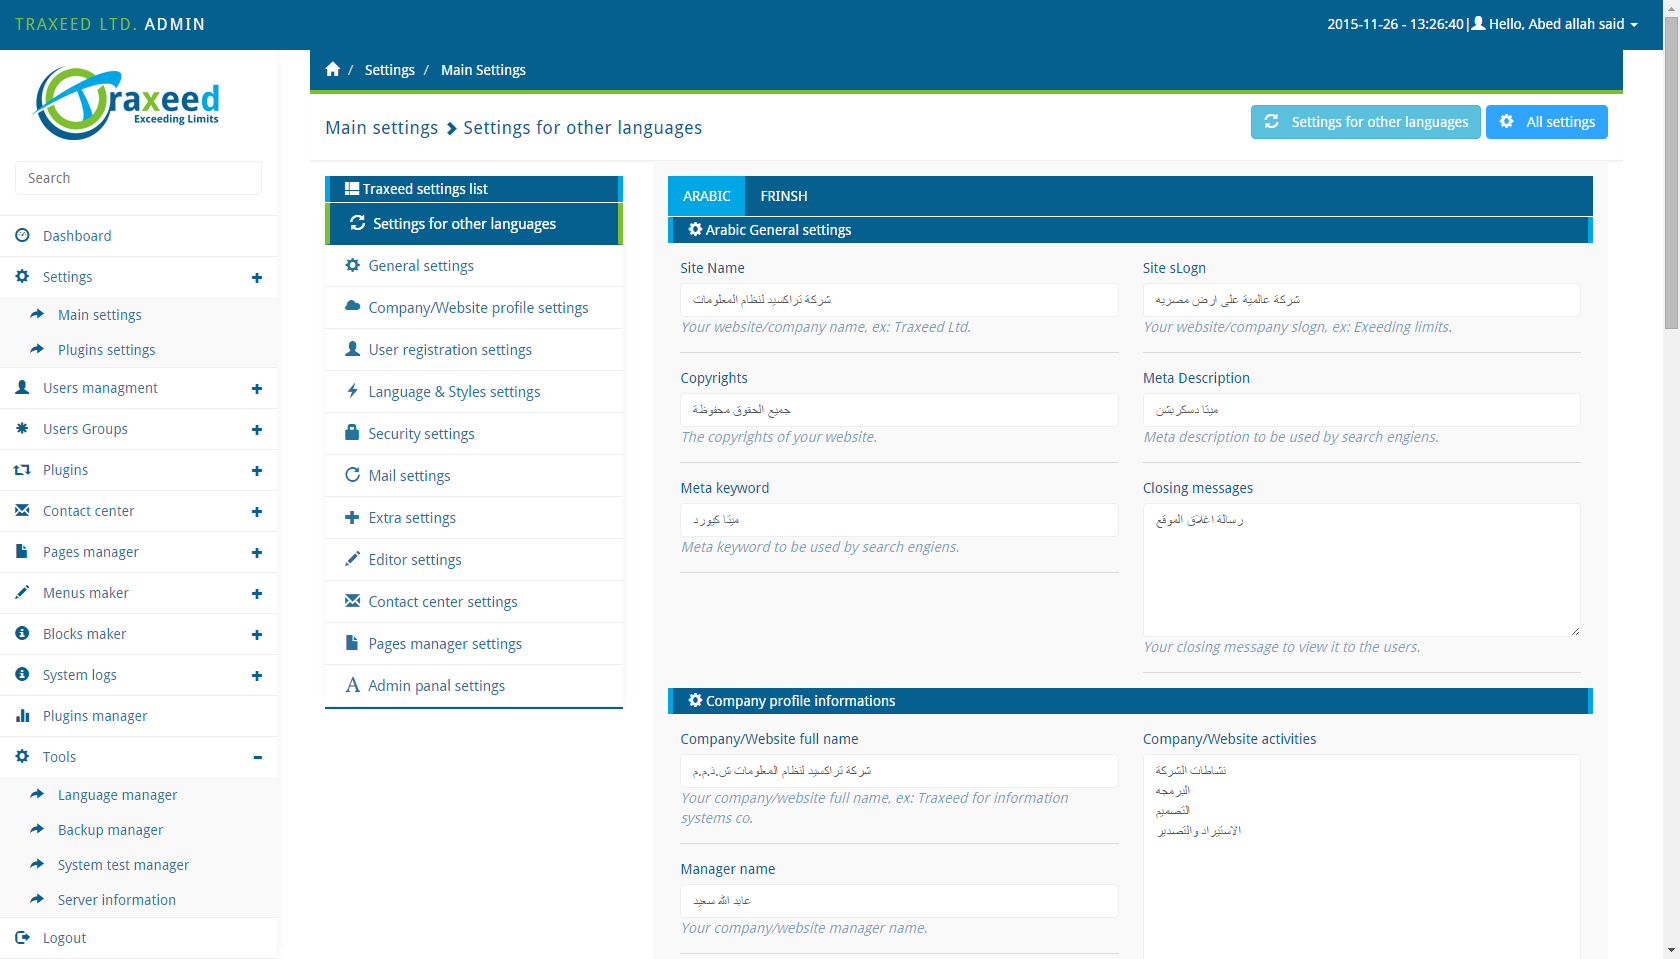 TRAXEED LTD. ADMIN
2015-11-26 - 13:26:40| Hello, Abed allah said
Traxeed
Exceeding Limits
Search
Dashboard
Settings
Main settings
Plugins settings
Users managment
Users Groups
Plugins
Contact center
Pages manager
Menus maker
Blocks maker
System logs
Plugins manager
Tools
Language manager
Backup manager
System test manager
Server information
Logout
/ Settings / Main Settings
Main settings Settings for other languages
Settings for other languages
All settings
Traxeed settings list
Settings for other languages
General settings
Company/Website profile settings
User registration settings
Language & Styles settings
Security settings
Mail settings
Extra settings
Editor settings
Contact center settings
Pages manager settings
Admin panal settings
ARABIC FRINSH
Arabic General settings
Site Name
شركة تراكسيد لنظام المعلومات
Your website/company name, ex: Traxeed Ltd.
Site sLogn
شركة عالمية على ارض مصريه
Your website/company slogn, ex: Exeeding limits.
Copyrights
جميع الحقوق محفوظة
The copyrights of your website.
Meta Description
ميتا دسكربشن
Meta description to be used by search engiens.
Meta keyword
ميتا كيورد
Meta keyword to be used by search engiens.
Closing messages
رسالة اغلاق الموقع
Your closing message to view it to the users.
Company profile informations
Company/Website full name
شركة تراكسيد لنظام المعلومات ش.ذ.م.م
Your company/website full name, ex: Traxeed for information
systems co.
Company/Website activities
نشاطات الشركة
البرمجه
التصميم
الاستيراد والتصدير
Manager name
عابد الله سعيد
Your company/website manager name.